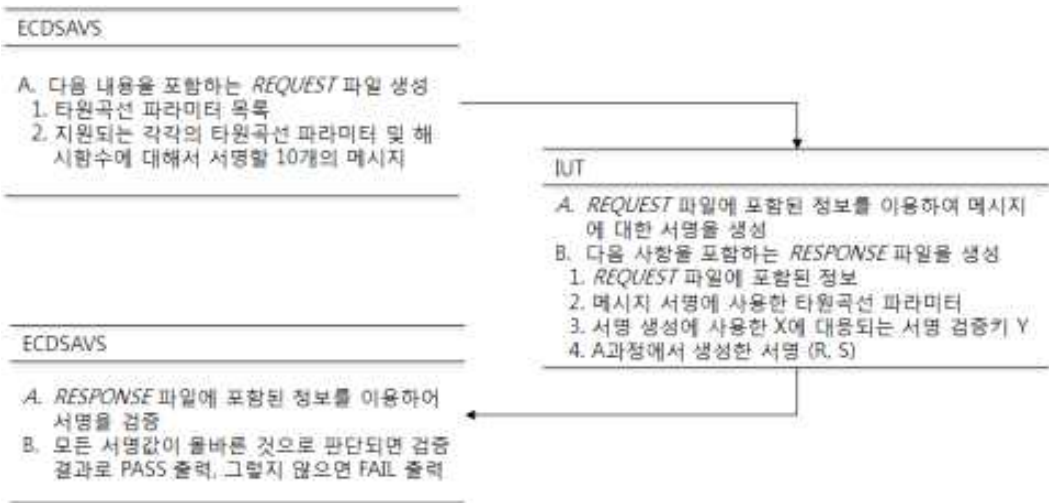 ECDSAVS
A. 다음 내용을 포함하는 REQUEST 파일 생성
1. 타원곡선 파라미터 목록
2. 지원되는 각각의 타원곡선 파라미터 및 해
시함수에 대해서 서명할 10개의 메시지
IUT
A. REQUEST 파일에 포함된 정보를 이용하여 메시지
에 대한 서명을 생성
B. 다음 사항을 포함하는 RESPONSE 파일을 생성
1. REQUEST 파일에 포함된 정보
2. 메시지 서명에 사용한 타원곡선 파라미터
3. 서명 생성에 사용한 X에 대응되는 서명 검증키 Y
4. A과정에서 생성한 서명 (R, S)
ECDSAVS
A. RESPONSE 파일에 포함된 정보를 이용하여
서명을 검증
B. 모든 서명값이 올바른 것으로 판단되면 검증
결과로 PASS 출력, 그렇지 않으면 FAIL 출력